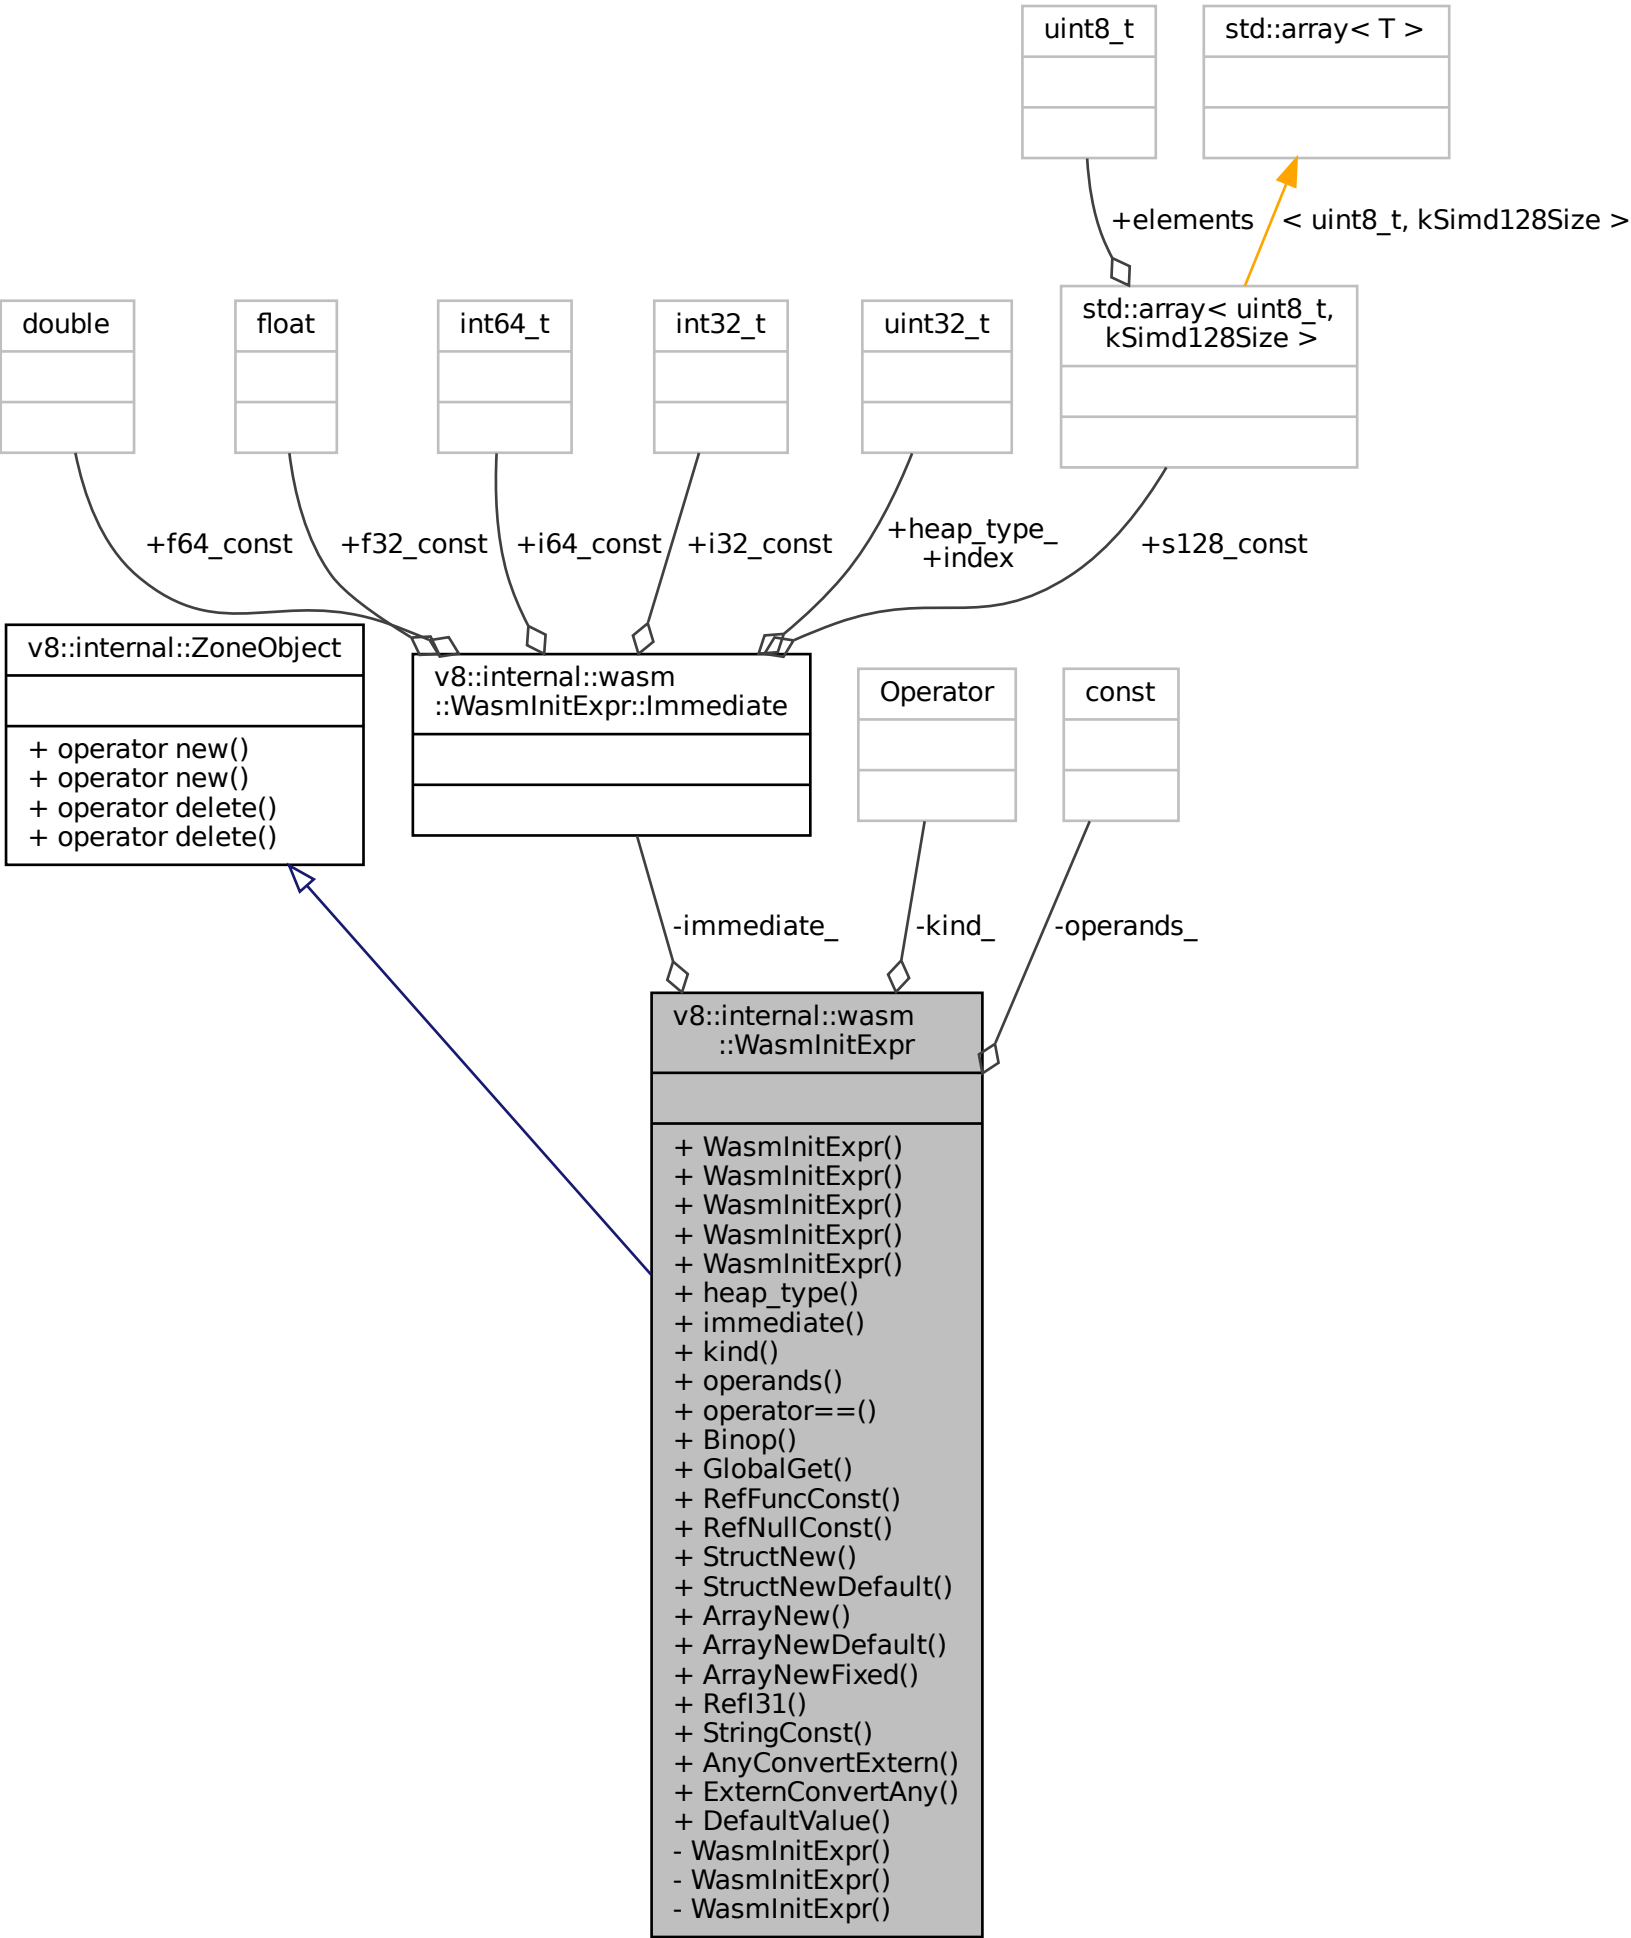 uint8_t
std::array< T >
+elements
< uint8_t, kSimd128Size >
double
float
int64_t
int32_t
uint32_t
std::array< uint8_t,
kSimd128Size >
+f64_const
+f32_const
+i64_const
+i32_const
+heap_type_
+index
+s128_const
v8::internal::ZoneObject
+ operator new()
+ operator new()
+ operator delete()
+ operator delete()
v8::internal::wasm
::WasmInitExpr::Immediate
Operator
const
-immediate_
-kind_
-operands_
v8::internal::wasm
::WasmInitExpr
+ WasmInitExpr()
+ WasmInitExpr()
+ WasmInitExpr()
+ WasmInitExpr()
+ WasmInitExpr()
+ heap_type()
+ immediate()
+ kind()
+ operands()
+ operator==()
+ Binop()
+ GlobalGet()
+ RefFuncConst()
+ RefNullConst()
+ StructNew()
+ StructNewDefault()
+ ArrayNew()
+ ArrayNewDefault()
+ ArrayNewFixed()
+ RefI31()
+ StringConst()
+ AnyConvertExtern()
+ ExternConvertAny()
+ DefaultValue()
- WasmInitExpr()
- WasmInitExpr()
- WasmInitExpr()